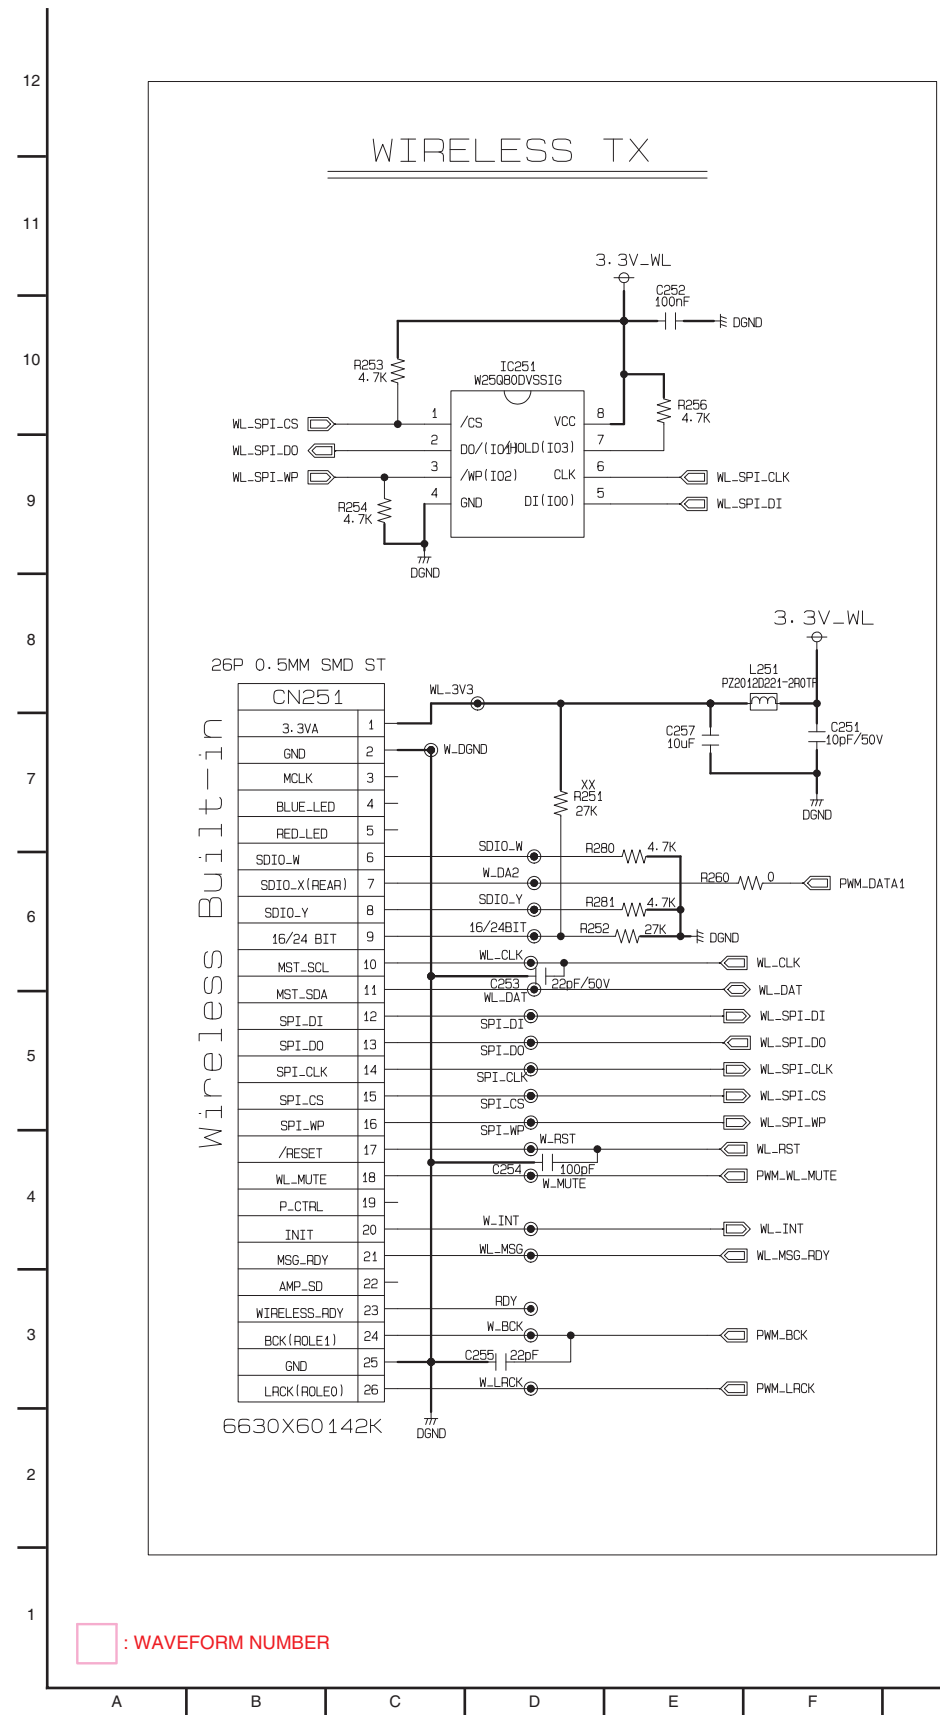 12
WIRELESS TX
11
3.3V_WL
C252
100nF
DGND
10
R253
4.7K
IC251
W25Q80DVSSIG
R256
4.7K
WL_SPI_CS
1
/CS
VCC
8
WL_SPI_DO
2
DO/(IO1)
/HOLD(IO3)
7
WL_SPI_WP
3
/WP(IO2)
CLK
6
WL_SPI_CLK
9
4
GND
DI(IO0)
5
WL_SPI_DI
R254
4.7K
DGND
8
3.3V_WL
26P 0.5MM SMD ST
L251
PZ2012D221-2R0TF
CN251
WL_3V3
3.3VA 1
C257
10uF
C251
10pF/50V
GND 2
W_DGND
7
MCLK 3
XX
R251
27K
DGND
BLUE_LED 4
RED_LED 5
SDIO_W 6
SDIO_W
R280
4.7K
SDIO_X(REAR) 7
W_DA2
R260
0
PWM_DATA1
6
SDIO_Y 8
SDIO_Y
R281
4.7K
16/24 BIT 9
16/24BIT
R252
27K
DGND
MST_SCL 10
WL_CLK
WL_CLK
C253
22pF/50V
MST_SDA 11
WL_DAT
WL_DAT
SPI_DI 12
SPI_DI
WL_SPI_DI
5
SPI_DO 13
SPI_DO
WL_SPI_DO
SPI_CLK 14
SPI_CLK
WL_SPI_CLK
SPI_CS 15
SPI_CS
WL_SPI_CS
SPI_WP 16
SPI_WP
WL_SPI_WP
/RESET 17
W_RST
WL_RST
C254
100pF
4
WL_MUTE 18
W_MUTE
PWM_WL_MUTE
P_CTRL 19
INIT 20
W_INT
WL_INT
MSG_RDY 21
WL_MSG
WL_MSG_RDY
AMP_SD 22
WIRELESS_RDY 23
RDY
3
BCK(ROLE1) 24
W_BCK
PWM_BCK
GND 25
C255
22pF
LRCK(ROLE0) 26
W_LRCK
PWM_LRCK
Wireless Built-in
6630X60142K
DGND
2
1
: WAVEFORM NUMBER
A B C D E F